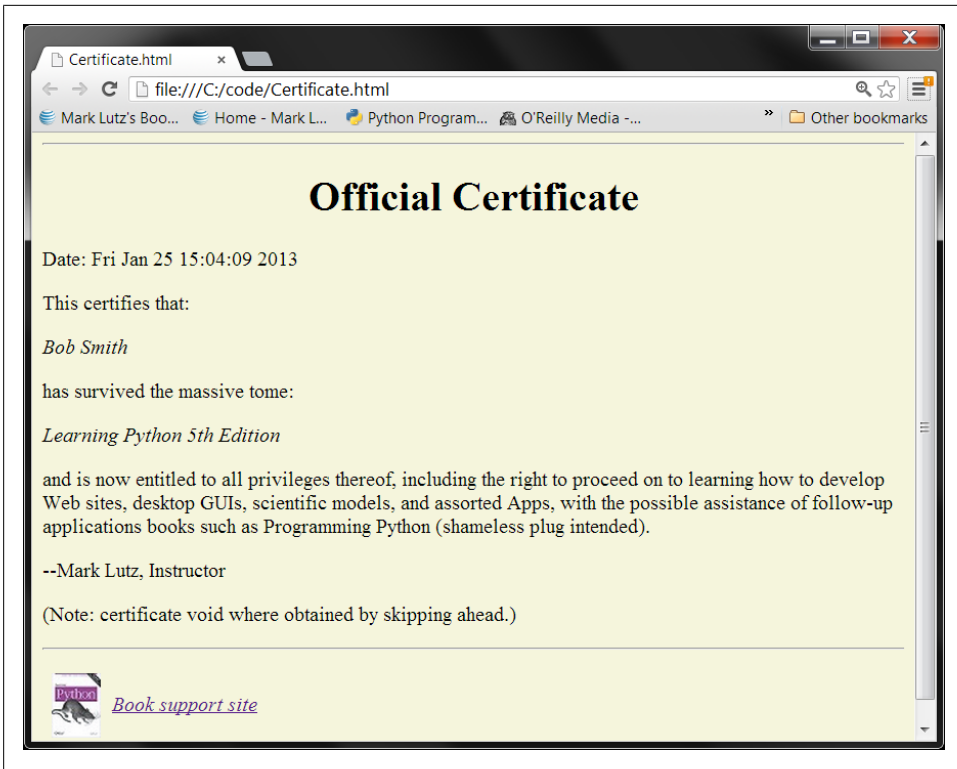 Certificate.html
file:///C:/code/Certificate.html
Mark Lutz's Boo... Home - Mark L... Python Program... O'Reilly Media -... » Other bookmarks
Official Certificate
Date: Fri Jan 25 15:04:09 2013
This certifies that:
Bob Smith
has survived the massive tome:
Learning Python 5th Edition
and is now entitled to all privileges thereof, including the right to proceed on to learning how to develop
Web sites, desktop GUIs, scientific models, and assorted Apps, with the possible assistance of follow-up
applications books such as Programming Python (shameless plug intended).
--Mark Lutz, Instructor
(Note: certificate void where obtained by skipping ahead.)
Python
Book support site